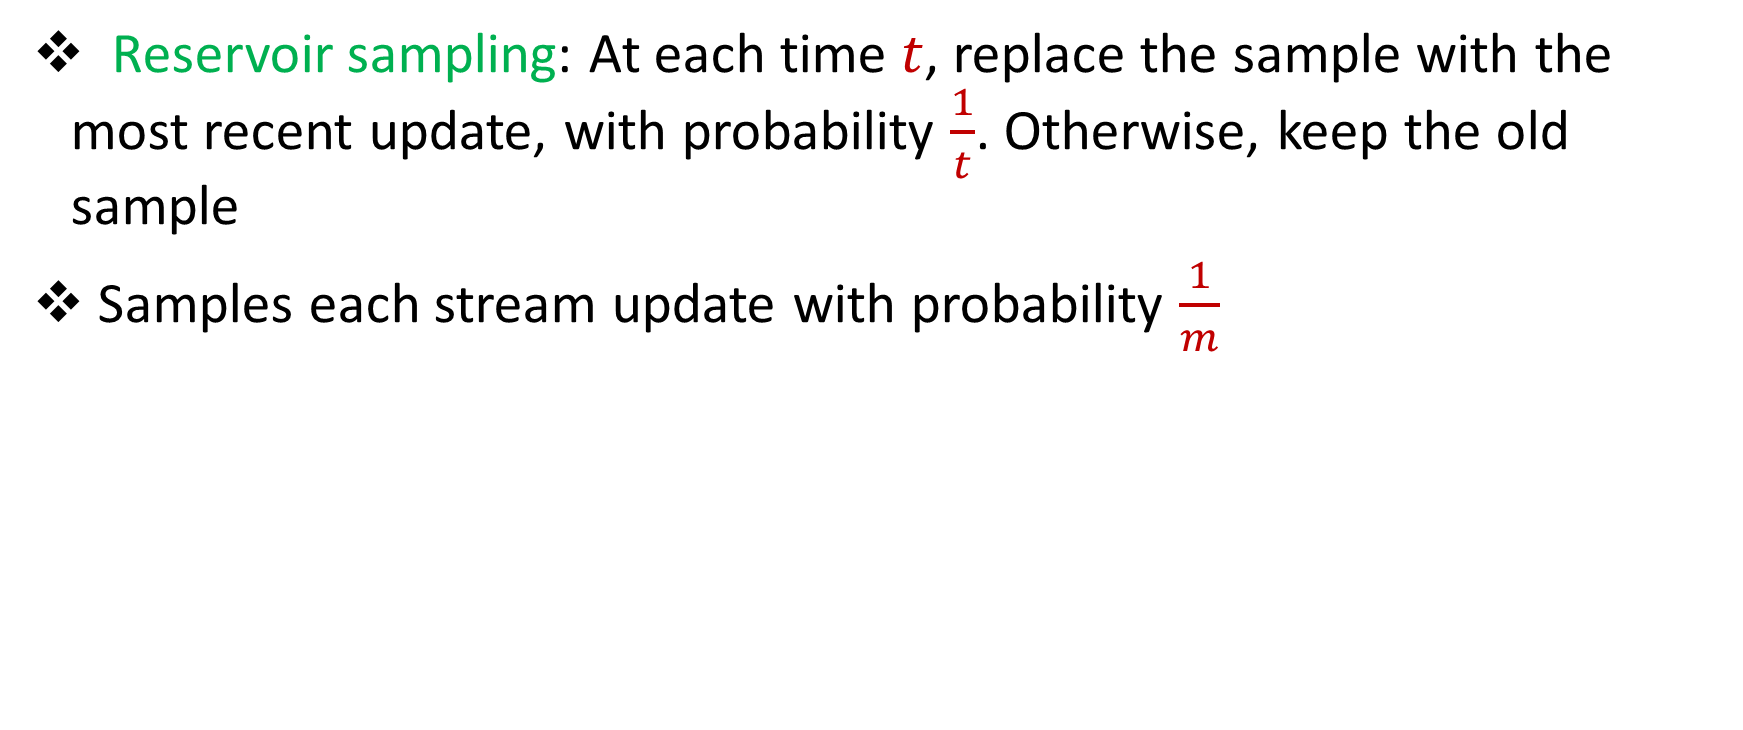 ❖ Reservoir sampling: At each time t, replace the sample with the
most recent update, with probability 1/t. Otherwise, keep the old
sample
❖ Samples each stream update with probability 1/m